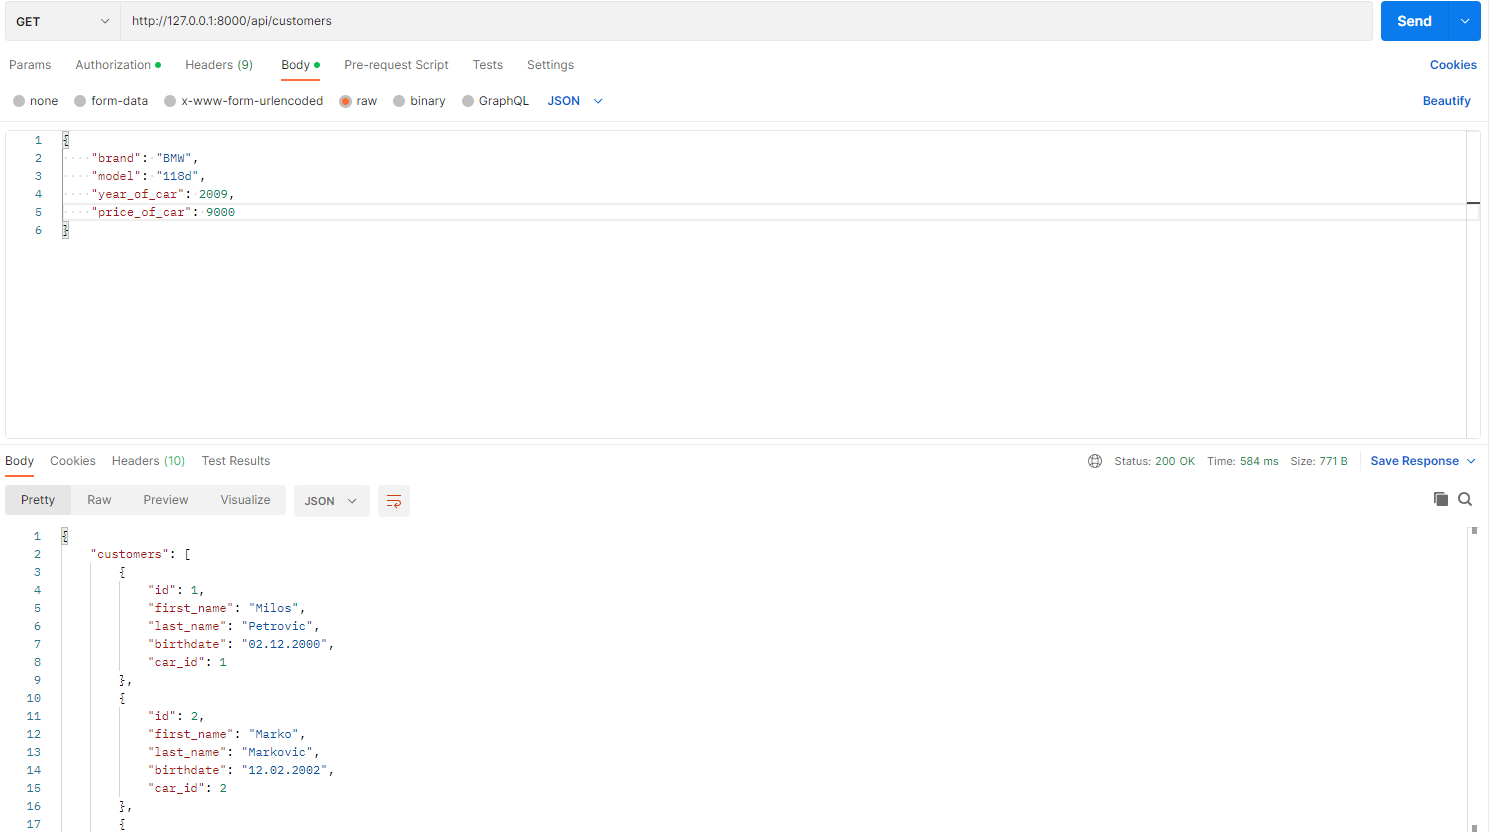 GET http://127.0.0.1:8000/api/customers Send
Params Authorization Headers (9) Body Pre-request Script Tests Settings Cookies
none form-data x-www-form-urlencoded raw binary GraphQL JSON Beautify
1 {
2 "brand": "BMW",
3 "model": "118d",
4 "year_of_car": 2009,
5 "price_of_car": 9000
6 }
Body Cookies Headers (10) Test Results Status: 200 OK Time: 584 ms Size: 771 B Save Response
Pretty Raw Preview Visualize JSON
1 {
2 "customers": [
3 {
4 "id": 1,
5 "first_name": "Milos",
6 "last_name": "Petrovic",
7 "birthdate": "02.12.2000",
8 "car_id": 1
9 },
10 {
11 "id": 2,
12 "first_name": "Marko",
13 "last_name": "Markovic",
14 "birthdate": "12.02.2002",
15 "car_id": 2
16 },
17 {